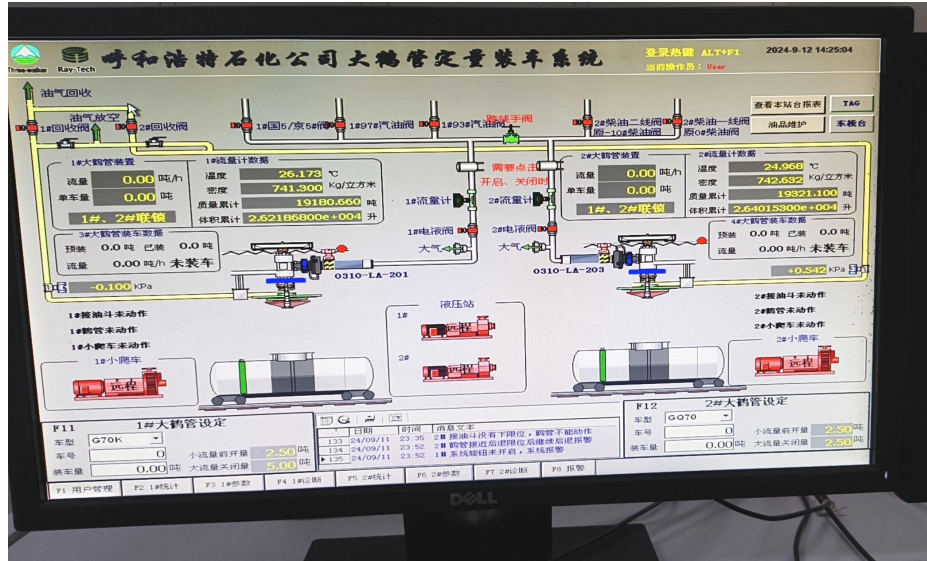 Three-walker
Ray-Tech
呼和浩特石化公司大鹤管定量装车系统
登录热键 ALT+F1
当前操作员：User
2024-9-12 14:25:04
油气回收
油气放空
1#回收阀
2#回收阀
1#国5/京5#阀
1#97#汽油阀
1#93#汽油阀
跨线手阀
2#柴油二线阀
原-10#柴油阀
2#柴油一线阀
原0#柴油阀
查看本站台报表
TAG
油品维护
车栈台
1#大鹤管装置
流量 0.00 吨/h
单车量 0.00 吨
1#、2#联锁
1#流量计数据
温度 26.173 ℃
密度 741.300 Kg/立方米
质量累计 19180.660 吨
体积累计 2.62186800e+004 升
需要点击
开启、关闭时
1#流量计
2#流量计
2#大鹤管装置
流量 0.00 吨/h
单车量 0.00 吨
1#、2#联锁
2#流量计数据
温度 24.968 ℃
密度 742.632 Kg/立方米
质量累计 19321.100 吨
体积累计 2.64015300e+004 升
3#大鹤管装车数据
预装 0.0 吨 已装 0.0 吨
流量 0.00 吨/h 未装车
1#电液阀
2#电液阀
大气
大气
4#大鹤管装车数据
预装 0.0 吨 已装 0.0 吨
流量 0.00 吨/h 未装车
0310-LA-201
0310-LA-203
-0.100 KPa
+0.542 KPa
1#接油斗未动作
1#鹤管未动作
1#小爬车未动作
2#接油斗未动作
2#鹤管未动作
2#小爬车未动作
液压站
1#
远程
2#
远程
1#小爬车
远程
2#小爬车
远程
F11
1#大鹤管设定
车型 G70K
车号 0
装车量 0.00 吨
小流量前开量 2.50 吨
大流量关闭量 5.00 吨
日期 时间 消息文本
133 24/09/11 23:35 2# 接油斗没有下限位，鹤管不能动作
134 24/09/11 23:52 2# 鹤管接近后退限位后继续后退报警
135 24/09/11 23:52 1# 系统旋钮未开启，系统报警
F12
2#大鹤管设定
车型 GQ70
车号 0
装车量 0.00 吨
小流量前开量 2.50 吨
大流量关闭量 2.50 吨
F1 用户管理
F2 1#统计
F3 1#参数
F4 1#诊断
F5 2#统计
F6 2#参数
F7 2#诊断
F8 报警
DELL